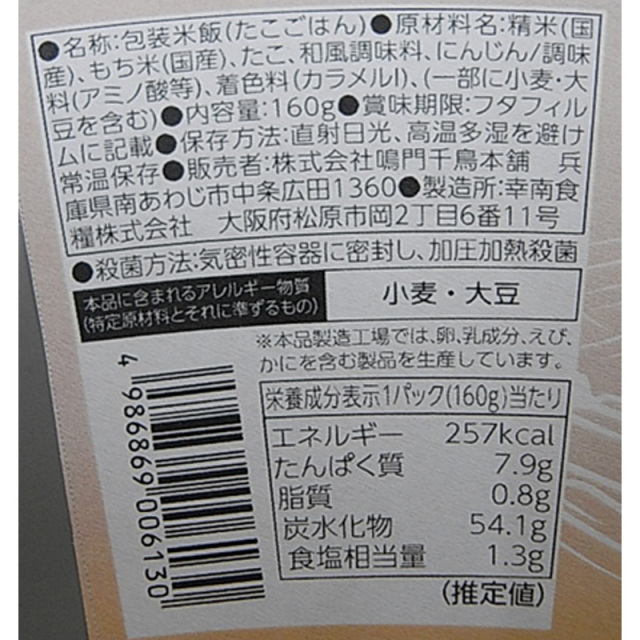 ●名称:包装米飯(たこごはん)●原材料名:精米(国
産)、もち米(国産)、たこ、和風調味料、にんじん/調味
料(アミノ酸等)、着色料(カラメルI)、(一部に小麦・大
豆を含む)●内容量:160g●賞味期限:フタフィル
ムに記載●保存方法:直射日光、高温多湿を避け
常温保存●販売者:株式会社鳴門千鳥本舗 兵
庫県南あわじ市中条広田1360●製造所:幸南食
糧株式会社 大阪府松原市岡2丁目6番11号
●殺菌方法:気密性容器に密封し、加圧加熱殺菌
本品に含まれるアレルギー物質
(特定原材料とそれに準ずるもの)
小麦・大豆
※本品製造工場では、卵、乳成分、えび、
かにを含む製品を生産しています。
栄養成分表示1パック(160g)当たり
エネルギー 257kcal
たんぱく質 7.9g
脂質 0.8g
炭水化物 54.1g
食塩相当量 1.3g
(推定値)
4 986869 006130